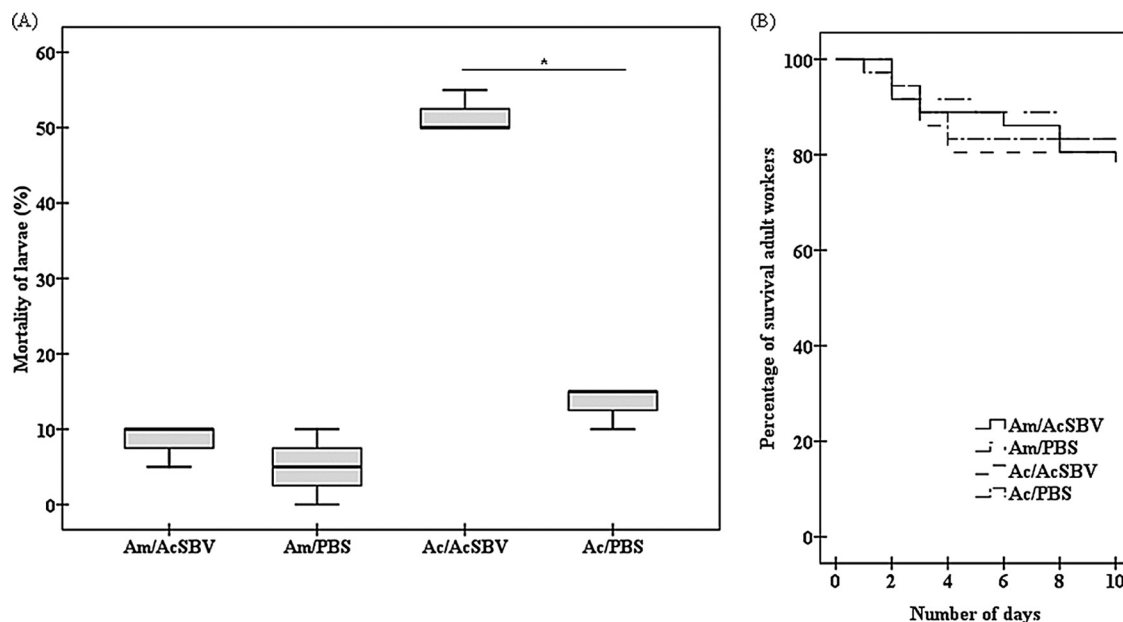 (A)
Mortality of larvae (%)
60
50
40
30
20
10
0
*
Am/AcSBV
Am/PBS
Ac/AcSBV
Ac/PBS
(B)
Percentage of survival adult workers
100
80
60
40
20
0
Am/AcSBV
Am/PBS
Ac/AcSBV
Ac/PBS
0 2 4 6 8 10
Number of days